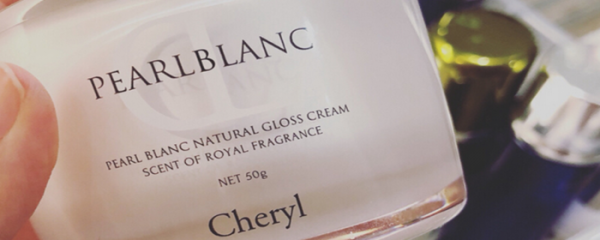 PEARLBLANC
PEARL BLANC NATURAL GLOSS CREAM
SCENT OF ROYAL FRAGRANCE
NET 50g
Cheryl